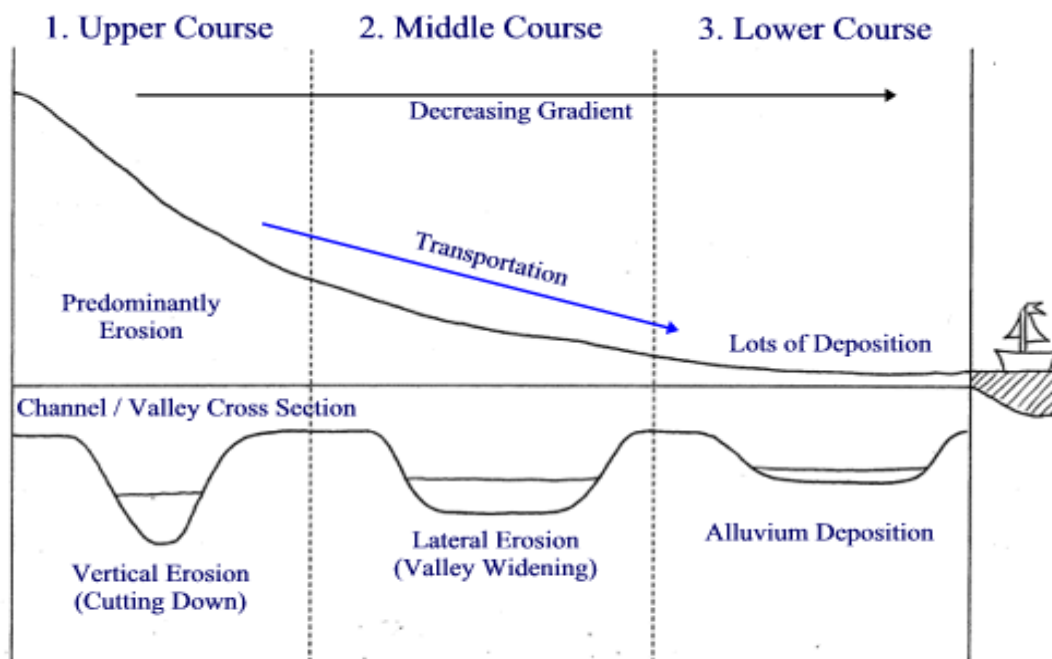 1. Upper Course
2. Middle Course
3. Lower Course
Decreasing Gradient
Transportation
Predominantly
Erosion
Lots of Deposition
Channel / Valley Cross Section
Vertical Erosion
(Cutting Down)
Lateral Erosion
(Valley Widening)
Alluvium Deposition